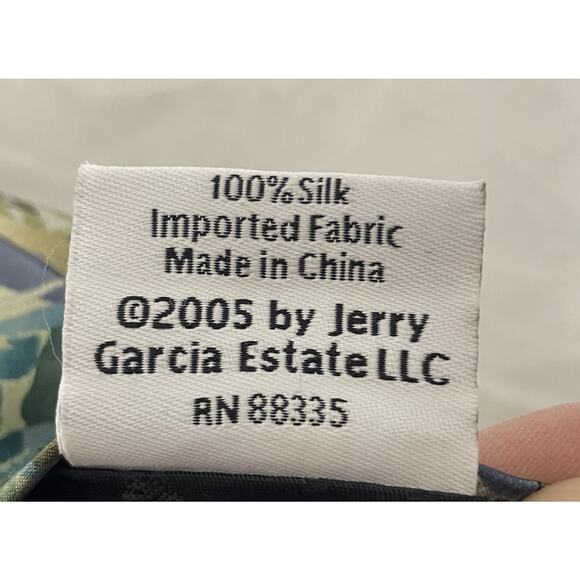 100% Silk
Imported Fabric
Made in China
©2005 by Jerry
Garcia Estate LLC
RN 88335